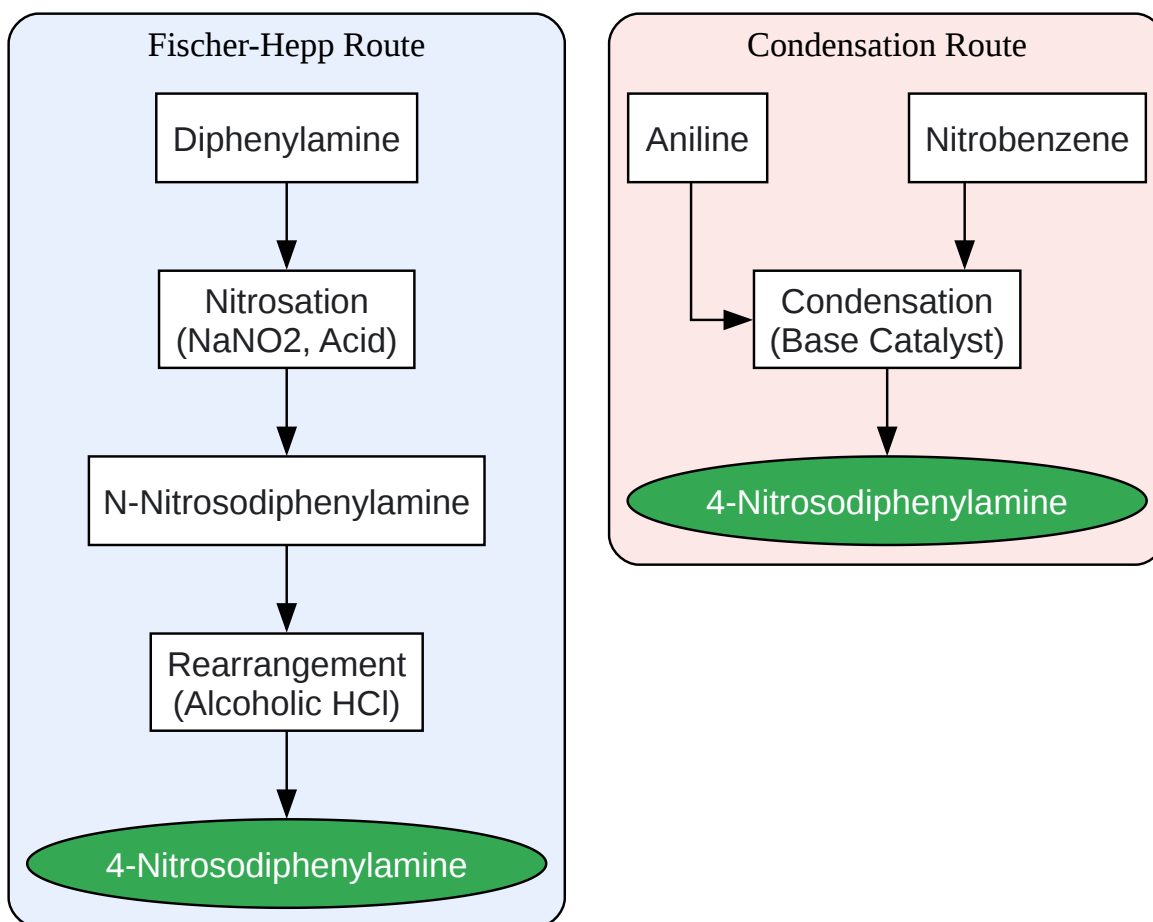 Fischer-Hepp Route
Diphenylamine
Nitrosation
(NaNO2, Acid)
N-Nitrosodiphenylamine
Rearrangement
(Alcoholic HCl)
4-Nitrosodiphenylamine
Condensation Route
Aniline
Nitrobenzene
Condensation
(Base Catalyst)
4-Nitrosodiphenylamine